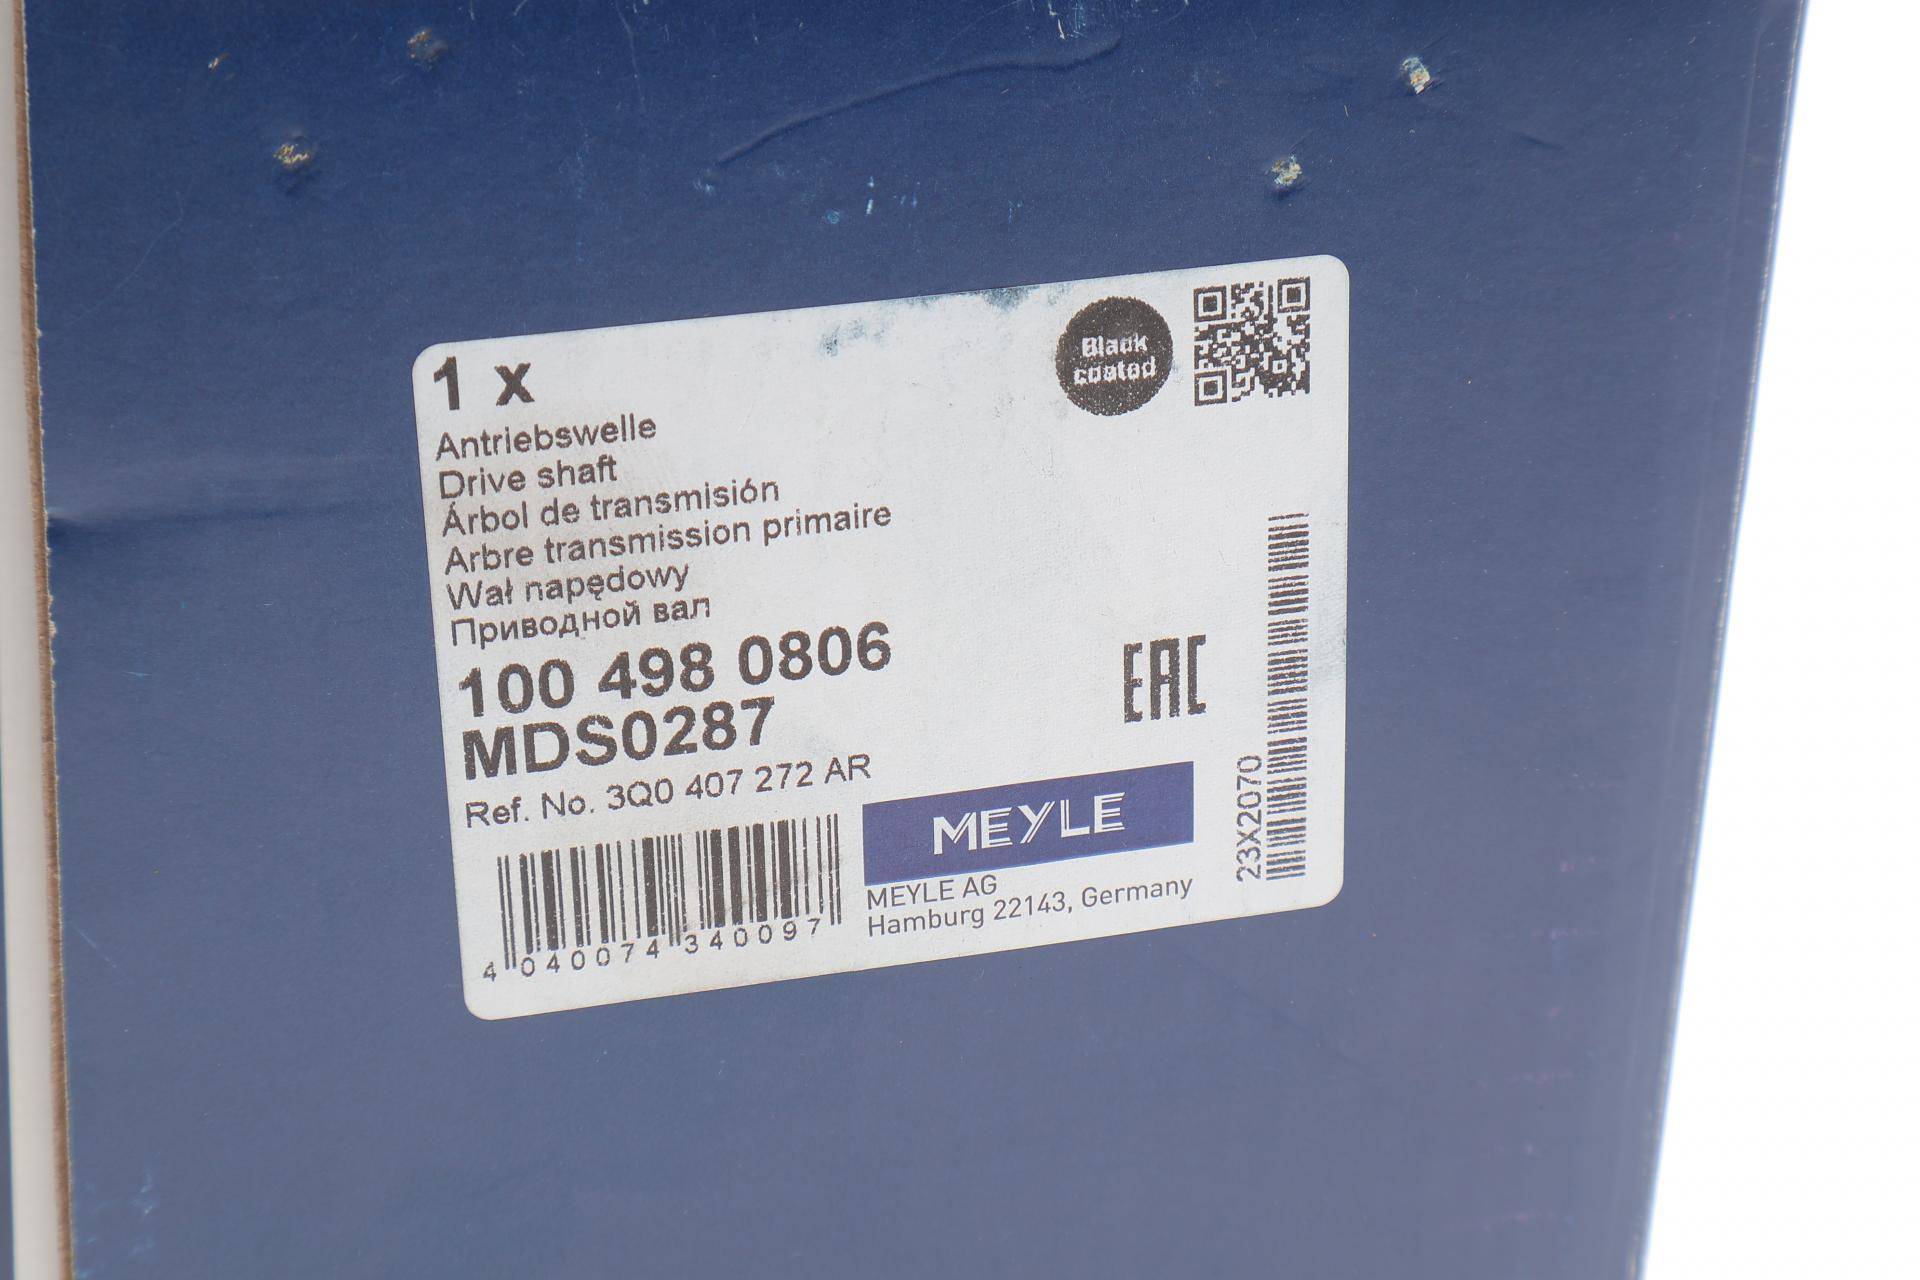 1 x
Black
coated
Antriebswelle
Drive shaft
Árbol de transmisión
Arbre transmission primaire
Wał napędowy
Приводной вал
100 498 0806
MDS0287
Ref. No. 3Q0 407 272 AR
EAC
23X2070
MEYLE
MEYLE AG
Hamburg 22143, Germany
4 040074 340097